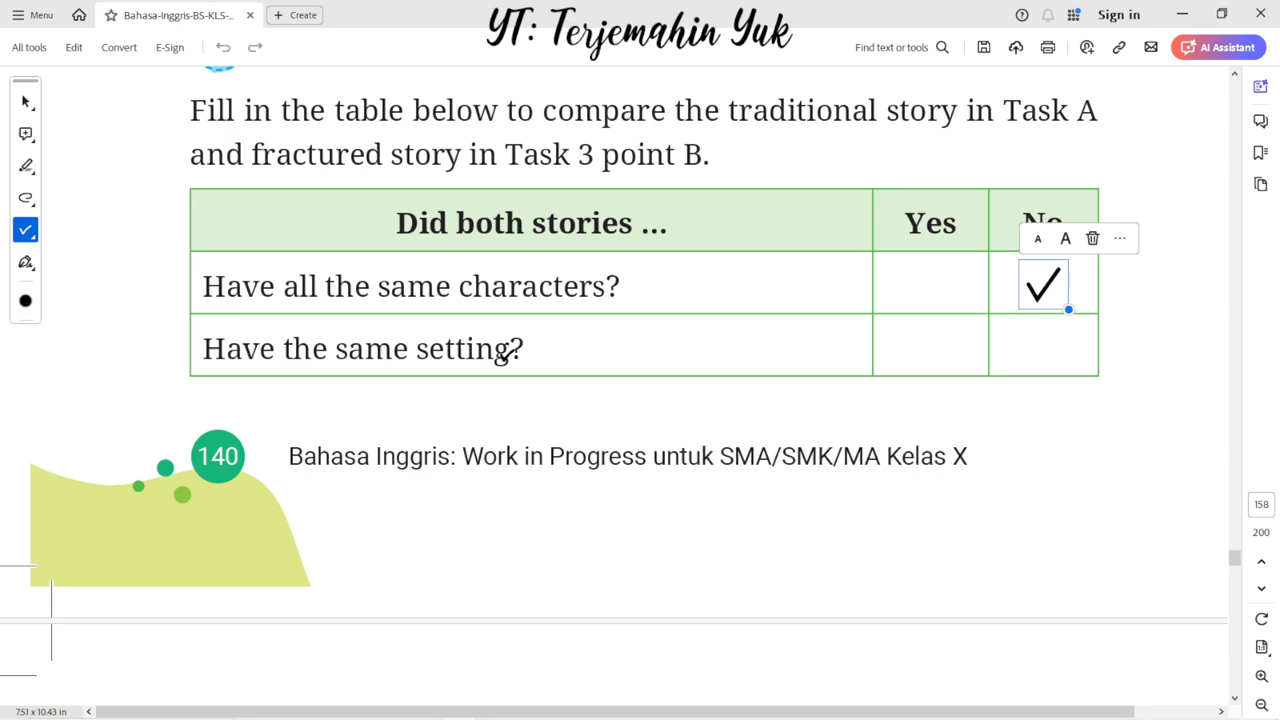 Menu
Bahasa-Inggris-BS-KLS-...
Create
YT: Terjemahin Yuk
Sign in
All tools
Edit
Convert
E-Sign
Find text or tools
AI Assistant
Fill in the table below to compare the traditional story in Task A
and fractured story in Task 3 point B.
Did both stories ... Yes No
A A ...
Have all the same characters?
Have the same setting?
140 Bahasa Inggris: Work in Progress untuk SMA/SMK/MA Kelas X
158
200
7.51 x 10.43 in